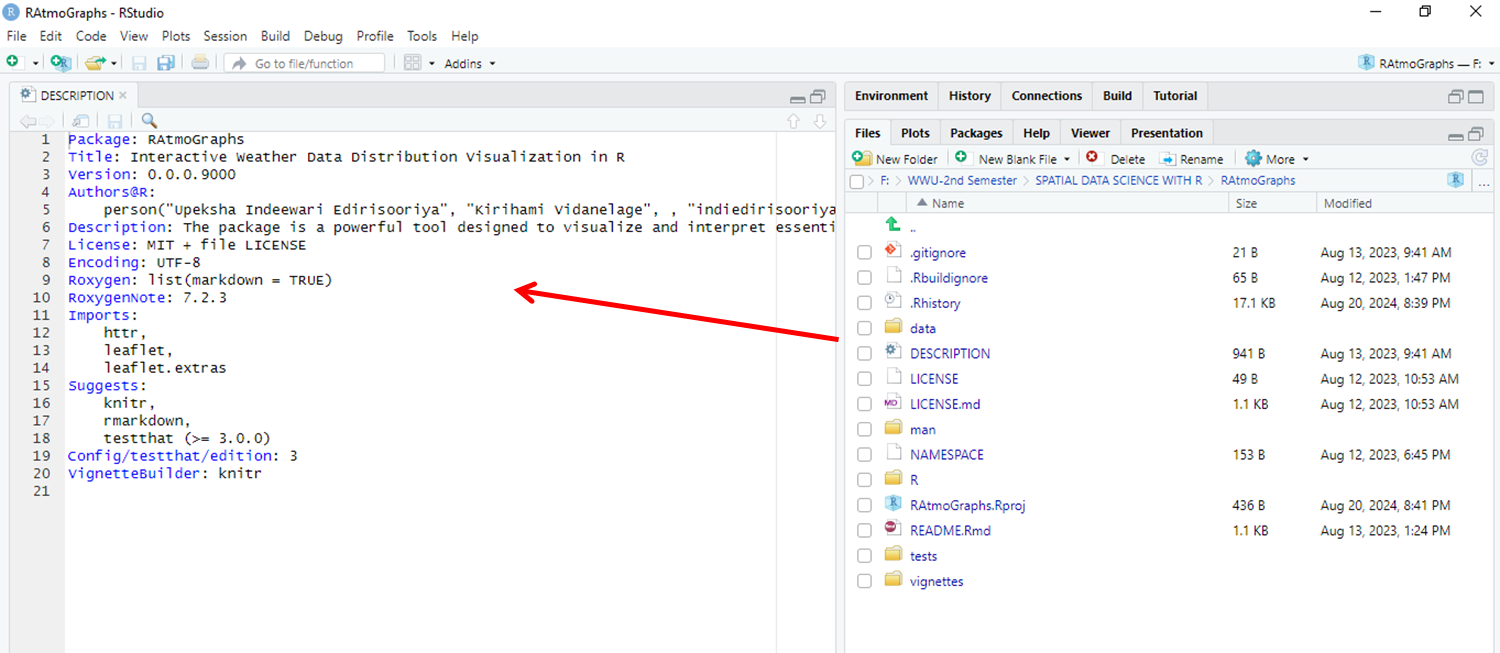 RAtmoGraphs - RStudio
File Edit Code View Plots Session Build Debug Profile Tools Help
Go to file/function
Addins
RAtmoGraphs — F:
DESCRIPTION
1 Package: RAtmoGraphs
2 Title: Interactive Weather Data Distribution Visualization in R
3 Version: 0.0.0.9000
4 Authors@R:
5 person("Upeksha Indeewari Edirisooriya", "Kirihami Vidanelage", , "indiedirisooriya
6 Description: The package is a powerful tool designed to visualize and interpret essenti
7 License: MIT + file LICENSE
8 Encoding: UTF-8
9 Roxygen: list(markdown = TRUE)
10 RoxygenNote: 7.2.3
11 Imports:
12 httr,
13 leaflet,
14 leaflet.extras
15 Suggests:
16 knitr,
17 rmarkdown,
18 testthat (>= 3.0.0)
19 Config/testthat/edition: 3
20 VignetteBuilder: knitr
21
Environment History Connections Build Tutorial
Files Plots Packages Help Viewer Presentation
New Folder New Blank File Delete Rename More
F: WWU-2nd Semester SPATIAL DATA SCIENCE WITH R RAtmoGraphs ...
Name Size Modified
..
.gitignore 21 B Aug 13, 2023, 9:41 AM
.Rbuildignore 65 B Aug 12, 2023, 1:47 PM
.Rhistory 17.1 KB Aug 20, 2024, 8:39 PM
data
DESCRIPTION 941 B Aug 13, 2023, 9:41 AM
LICENSE 49 B Aug 12, 2023, 10:53 AM
MD LICENSE.md 1.1 KB Aug 12, 2023, 10:53 AM
man
NAMESPACE 153 B Aug 12, 2023, 6:45 PM
R
RAtmoGraphs.Rproj 436 B Aug 20, 2024, 8:41 PM
README.Rmd 1.1 KB Aug 13, 2023, 1:24 PM
tests
vignettes